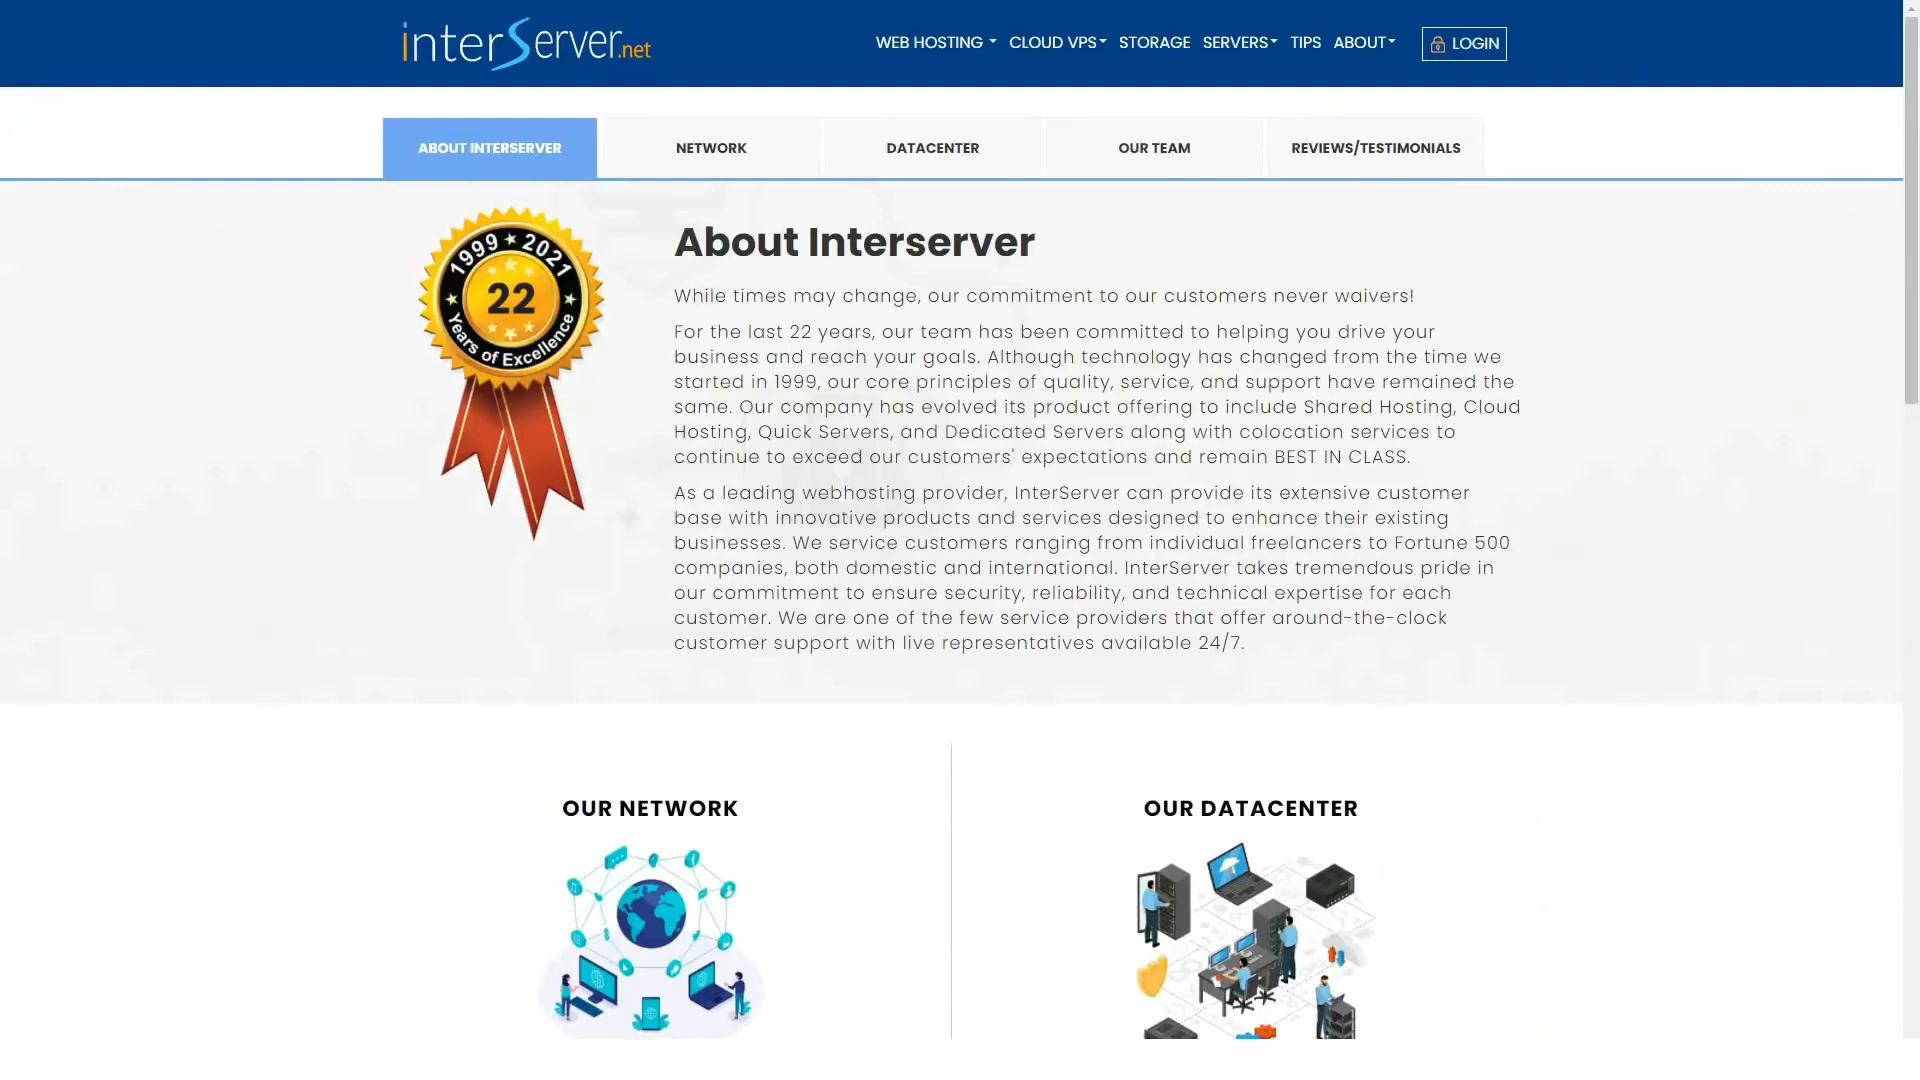 interServer.net
WEB HOSTING
CLOUD VPS
STORAGE
SERVERS
TIPS
ABOUT
LOGIN
ABOUT INTERSERVER
NETWORK
DATACENTER
OUR TEAM
REVIEWS/TESTIMONIALS
1999 ★ 2021
22
Years of Excellence
About Interserver
While times may change, our commitment to our customers never waivers!
For the last 22 years, our team has been committed to helping you drive your
business and reach your goals. Although technology has changed from the time we
started in 1999, our core principles of quality, service, and support have remained the
same. Our company has evolved its product offering to include Shared Hosting, Cloud
Hosting, Quick Servers, and Dedicated Servers along with colocation services to
continue to exceed our customers' expectations and remain BEST IN CLASS.
As a leading webhosting provider, InterServer can provide its extensive customer
base with innovative products and services designed to enhance their existing
businesses. We service customers ranging from individual freelancers to Fortune 500
companies, both domestic and international. InterServer takes tremendous pride in
our commitment to ensure security, reliability, and technical expertise for each
customer. We are one of the few service providers that offer around-the-clock
customer support with live representatives available 24/7.
OUR NETWORK
OUR DATACENTER